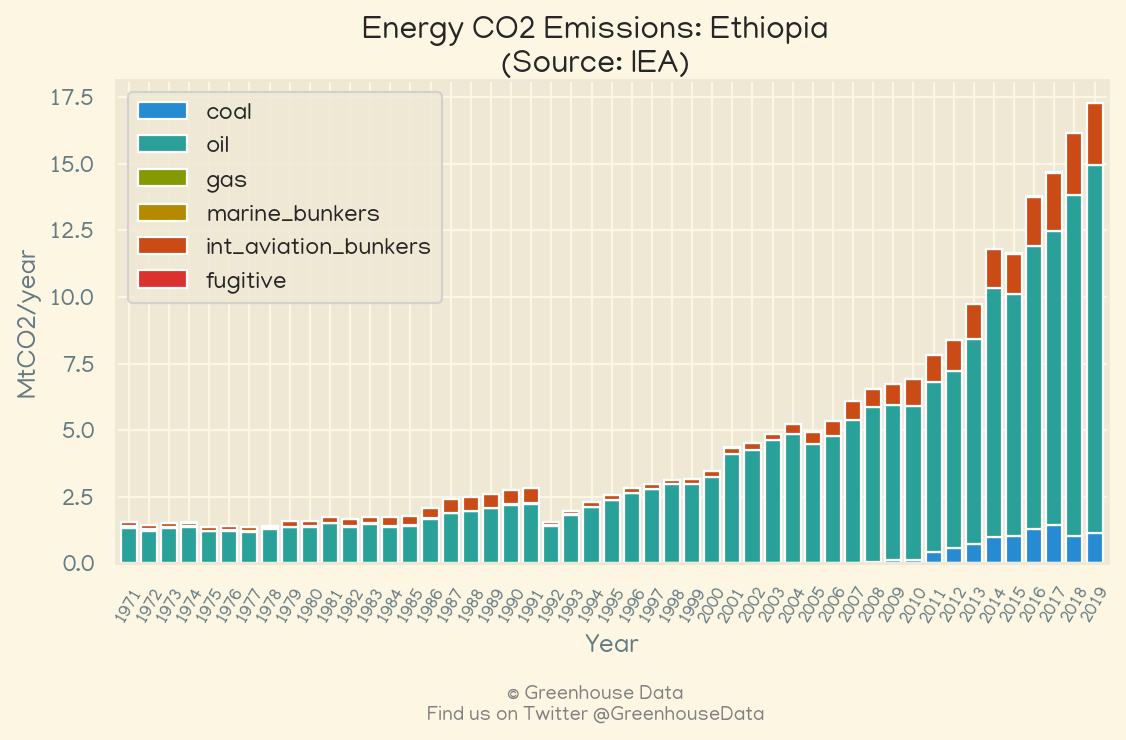 Energy CO2 Emissions: Ethiopia
(Source: IEA)
17.5
15.0
12.5
10.0
7.5
5.0
2.5
0.0
MtCO2/year
coal
oil
gas
marine_bunkers
int_aviation_bunkers
fugitive
1971 1972 1973 1974 1975 1976 1977 1978 1979 1980 1981 1982 1983 1984 1985 1986 1987 1988 1989 1990 1991 1992 1993 1994 1995 1996 1997 1998 1999 2000 2001 2002 2003 2004 2005 2006 2007 2008 2009 2010 2011 2012 2013 2014 2015 2016 2017 2018 2019
Year
© Greenhouse Data
Find us on Twitter @GreenhouseData